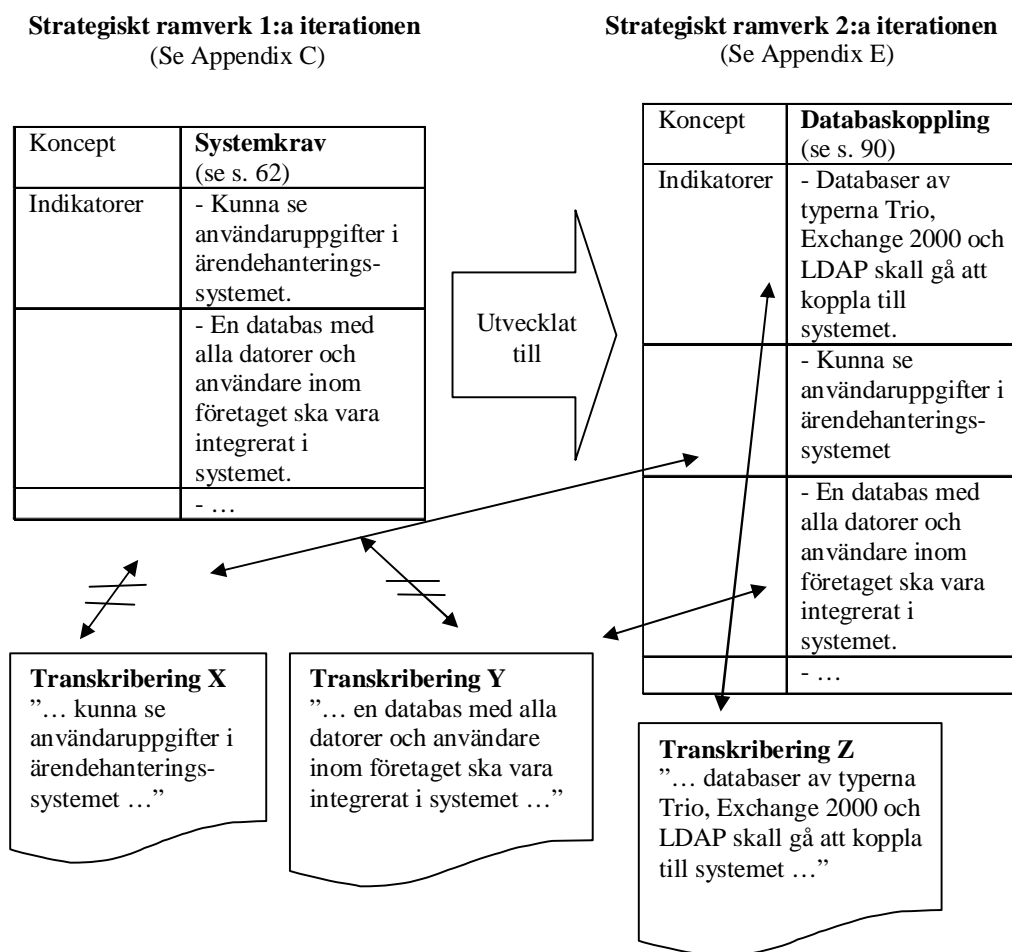 Strategiskt ramverk 1:a iterationen
(Se Appendix C)
Koncept
Systemkrav
(se s. 62)
Indikatorer
- Kunna se
användaruppgifter i
ärendehanterings-
systemet.
- En databas med
alla datorer och
användare inom
företaget ska vara
integrerat i
systemet.
- …
Utvecklat
till
Strategiskt ramverk 2:a iterationen
(Se Appendix E)
Koncept
Databaskoppling
(se s. 90)
Indikatorer
- Databaser av
typerna Trio,
Exchange 2000 och
LDAP skall gå att
koppla till
systemet.
- Kunna se
användaruppgifter i
ärendehanterings-
systemet
- En databas med
alla datorer och
användare inom
företaget ska vara
integrerat i
systemet.
- …
Transkribering X
”… kunna se
användaruppgifter i
ärendehanterings-
systemet …”
Transkribering Y
”… en databas med alla
datorer och användare
inom företaget ska vara
integrerat i systemet …”
Transkribering Z
”… databaser av typerna
Trio, Exchange 2000 och
LDAP skall gå att koppla
till systemet …”